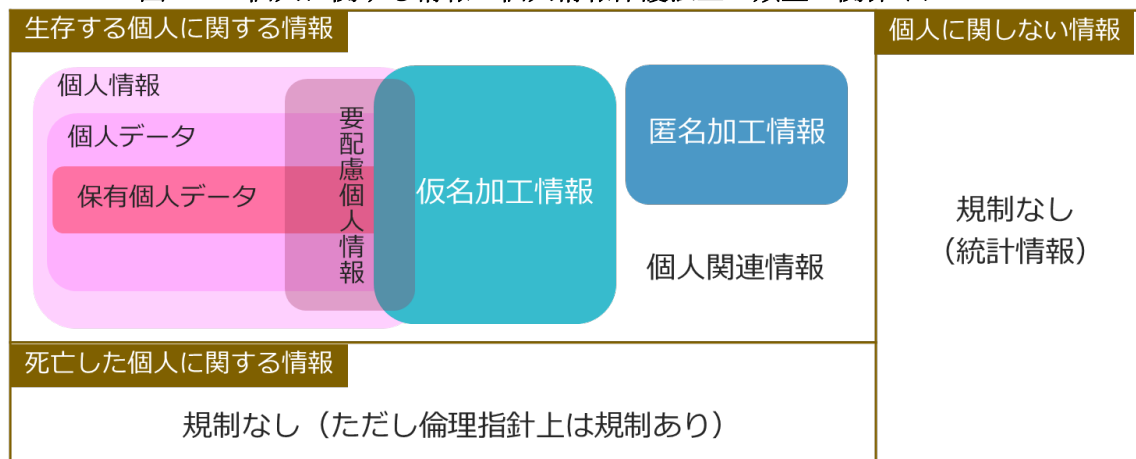 生存する個人に関する情報
個人に関しない情報
個人情報
個人データ
保有個人データ
要配慮個人情報
仮名加工情報
匿名加工情報
個人関連情報
規制なし
（統計情報）
死亡した個人に関する情報
規制なし（ただし倫理指針上は規制あり）